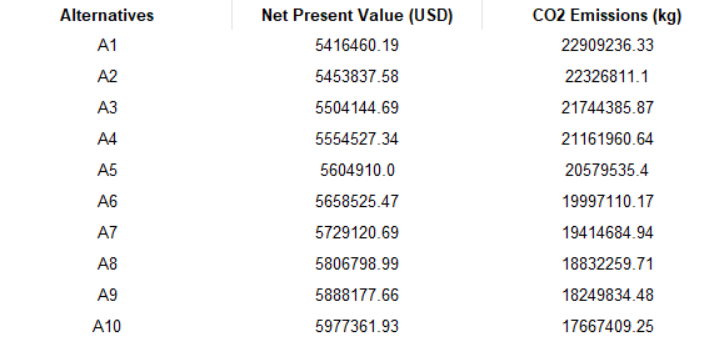 Alternatives Net Present Value (USD) CO2 Emissions (kg)
A1 5416460.19 22909236.33
A2 5453837.58 22326811.1
A3 5504144.69 21744385.87
A4 5554527.34 21161960.64
A5 5604910.0 20579535.4
A6 5658525.47 19997110.17
A7 5729120.69 19414684.94
A8 5806798.99 18832259.71
A9 5888177.66 18249834.48
A10 5977361.93 17667409.25